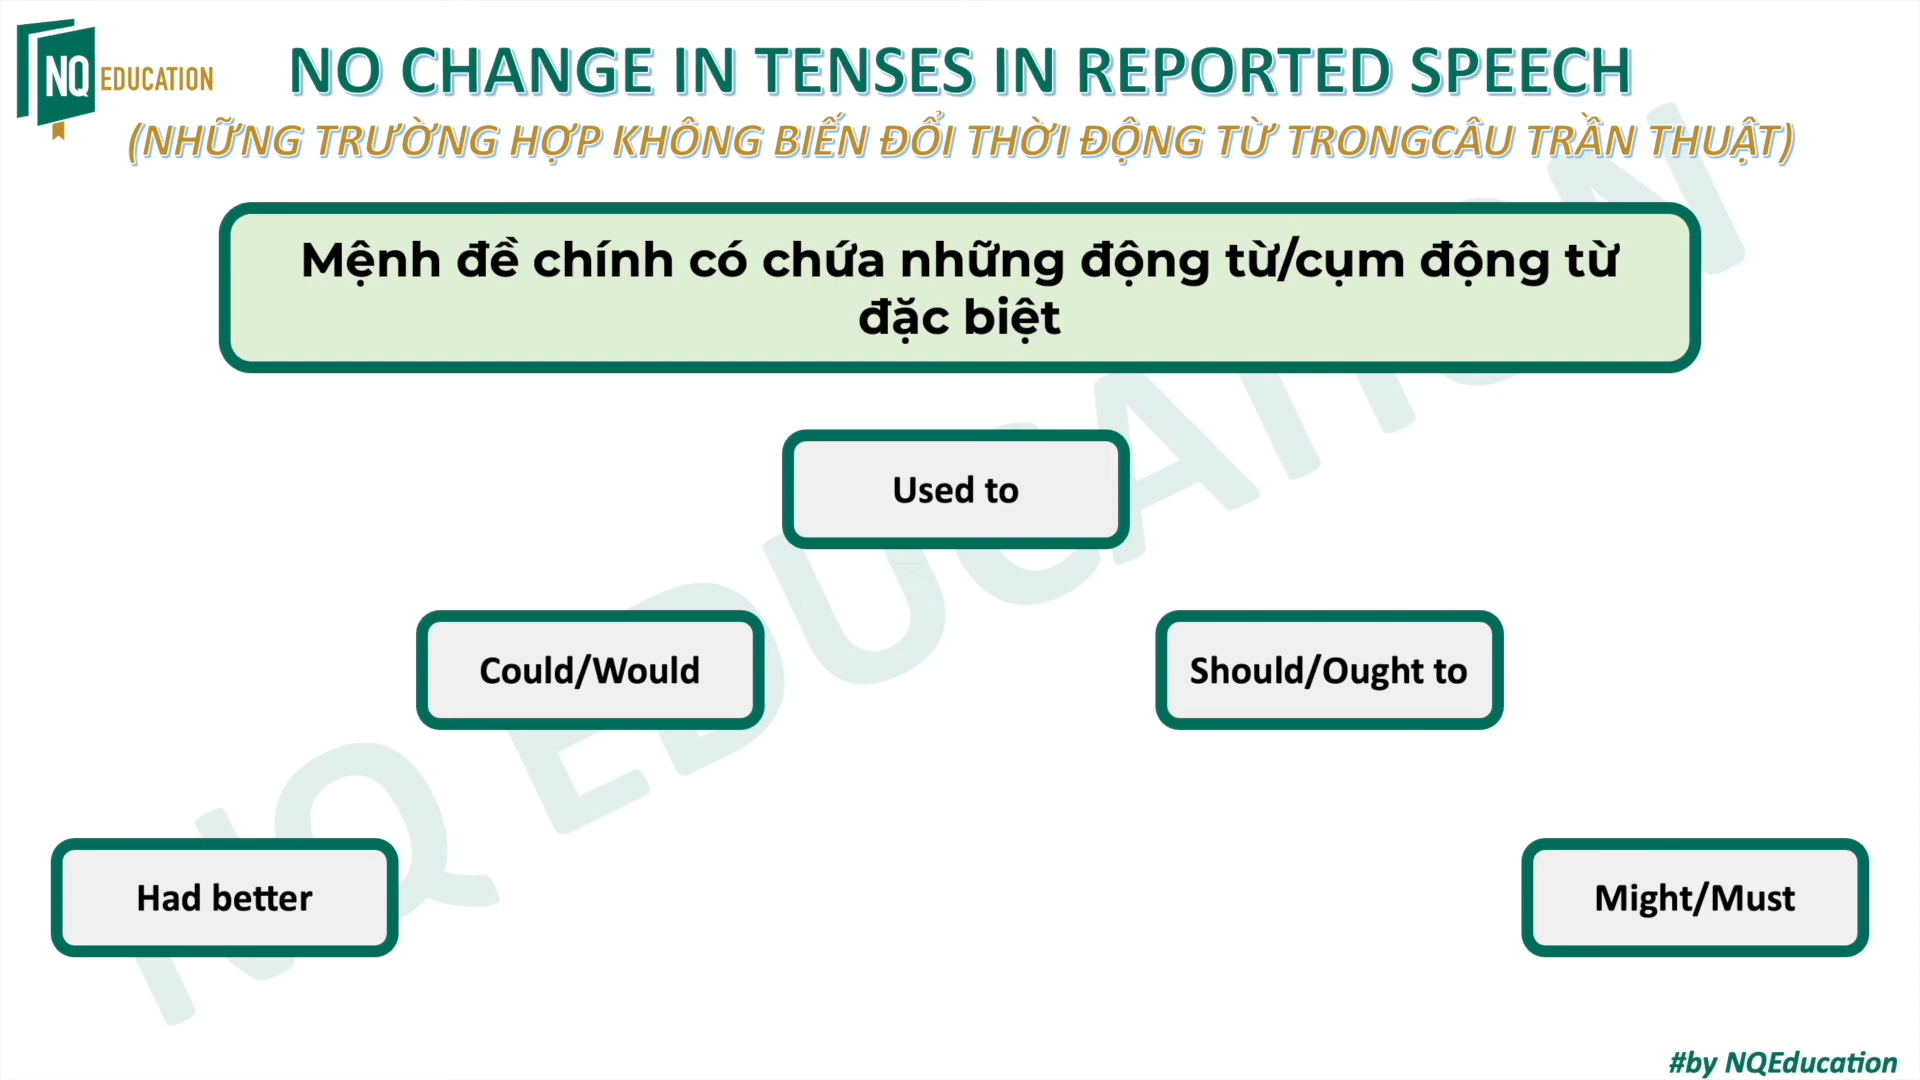 NQ EDUCATION
NO CHANGE IN TENSES IN REPORTED SPEECH
(NHỮNG TRƯỜNG HỢP KHÔNG BIẾN ĐỔI THỜI ĐỘNG TỪ TRONGCÂU TRẦN THUẬT)
Mệnh đề chính có chứa những động từ/cụm động từ
đặc biệt
Used to
Could/Would
Should/Ought to
Had better
Might/Must
NQ EDUCATION
#by NQEducation